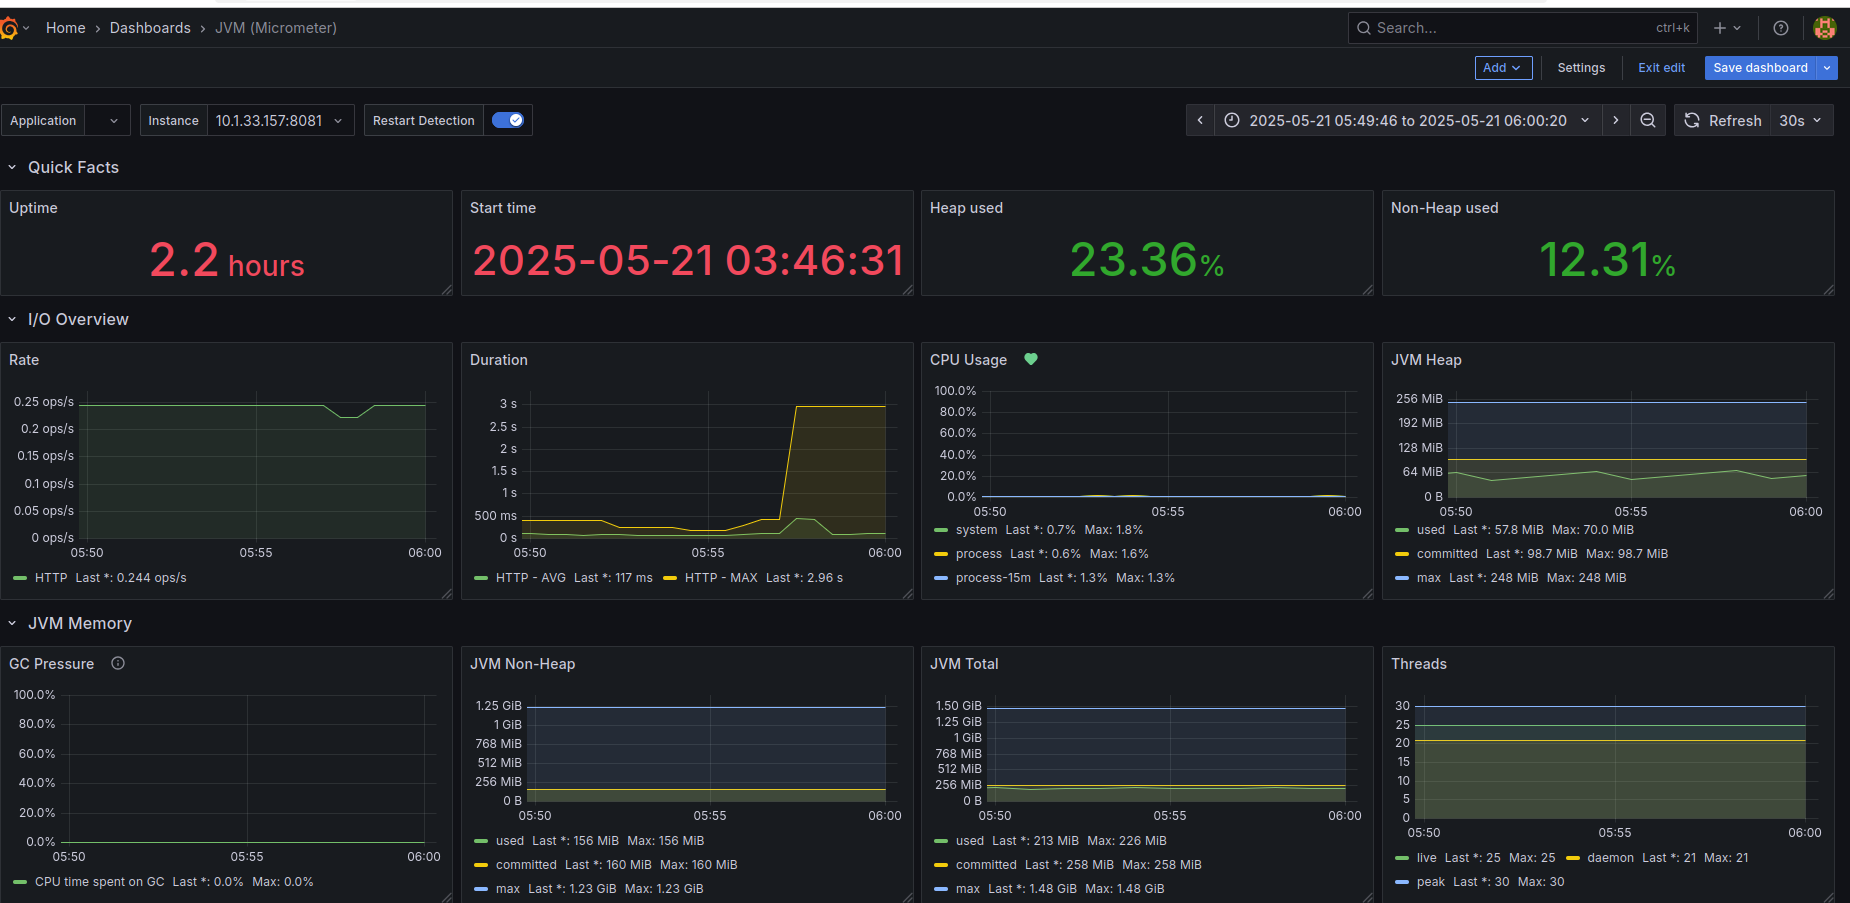 Home › Dashboards › JVM (Micrometer)
Search... ctrl+k
Add Settings Exit edit Save dashboard
Application Instance 10.1.33.157:8081 Restart Detection
2025-05-21 05:49:46 to 2025-05-21 06:00:20 Refresh 30s
Quick Facts
Uptime
2.2 hours
Start time
2025-05-21 03:46:31
Heap used
23.36%
Non-Heap used
12.31%
I/O Overview
Rate
0.25 ops/s
0.2 ops/s
0.15 ops/s
0.1 ops/s
0.05 ops/s
0 ops/s
05:50 05:55 06:00
HTTP Last *: 0.244 ops/s
Duration
3 s
2.5 s
2 s
1.5 s
1 s
500 ms
0 s
05:50 05:55 06:00
HTTP - AVG Last *: 117 ms HTTP - MAX Last *: 2.96 s
CPU Usage
100.0%
80.0%
60.0%
40.0%
20.0%
0.0%
05:50 05:55 06:00
system Last *: 0.7% Max: 1.8%
process Last *: 0.6% Max: 1.6%
process-15m Last *: 1.3% Max: 1.3%
JVM Heap
256 MiB
192 MiB
128 MiB
64 MiB
0 B
05:50 05:55 06:00
used Last *: 57.8 MiB Max: 70.0 MiB
committed Last *: 98.7 MiB Max: 98.7 MiB
max Last *: 248 MiB Max: 248 MiB
JVM Memory
GC Pressure
100.0%
80.0%
60.0%
40.0%
20.0%
0.0%
05:50 05:55 06:00
CPU time spent on GC Last *: 0.0% Max: 0.0%
JVM Non-Heap
1.25 GiB
1 GiB
768 MiB
512 MiB
256 MiB
0 B
05:50 05:55 06:00
used Last *: 156 MiB Max: 156 MiB
committed Last *: 160 MiB Max: 160 MiB
max Last *: 1.23 GiB Max: 1.23 GiB
JVM Total
1.50 GiB
1.25 GiB
1 GiB
768 MiB
512 MiB
256 MiB
0 B
05:50 05:55 06:00
used Last *: 213 MiB Max: 226 MiB
committed Last *: 258 MiB Max: 258 MiB
max Last *: 1.48 GiB Max: 1.48 GiB
Threads
30
25
20
15
10
5
0
05:50 05:55 06:00
live Last *: 25 Max: 25 daemon Last *: 21 Max: 21
peak Last *: 30 Max: 30